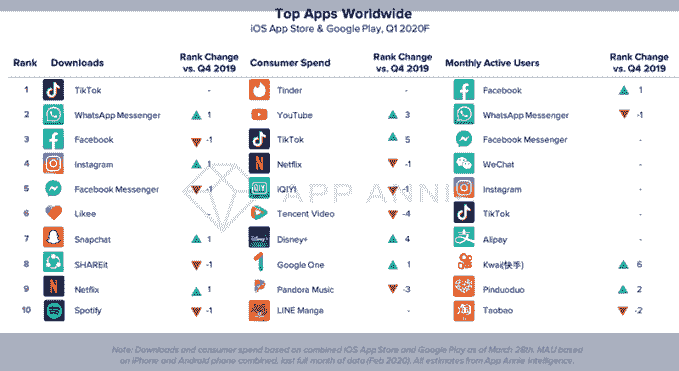 Top Apps Worldwide
iOS App Store & Google Play, Q1 2020F
Rank Downloads Rank Change vs. Q4 2019 Consumer Spend Rank Change vs. Q4 2019 Monthly Active Users Rank Change vs. Q4 2019
1 TikTok - Tinder - Facebook 1
2 WhatsApp Messenger 1 YouTube 3 WhatsApp Messenger -1
3 Facebook -1 TikTok 5 Facebook Messenger -
4 Instagram 1 Netflix -1 WeChat -
5 Facebook Messenger -1 iQIYI -1 Instagram -
6 Likee - Tencent Video -4 TikTok -
7 Snapchat 1 Disney+ 4 Alipay -
8 SHAREit -1 Google One 1 Kwai(快手) 6
9 Netflix 1 Pandora Music -3 Pinduoduo 2
10 Spotify -1 LINE Manga - Taobao -2
APP ANNIE
Note: Downloads and consumer spend based on combined iOS App Store and Google Play as of March 28th. MAU based
on iPhone and Android phone combined, last full month of data (Feb 2020). All estimates from App Annie Intelligence.